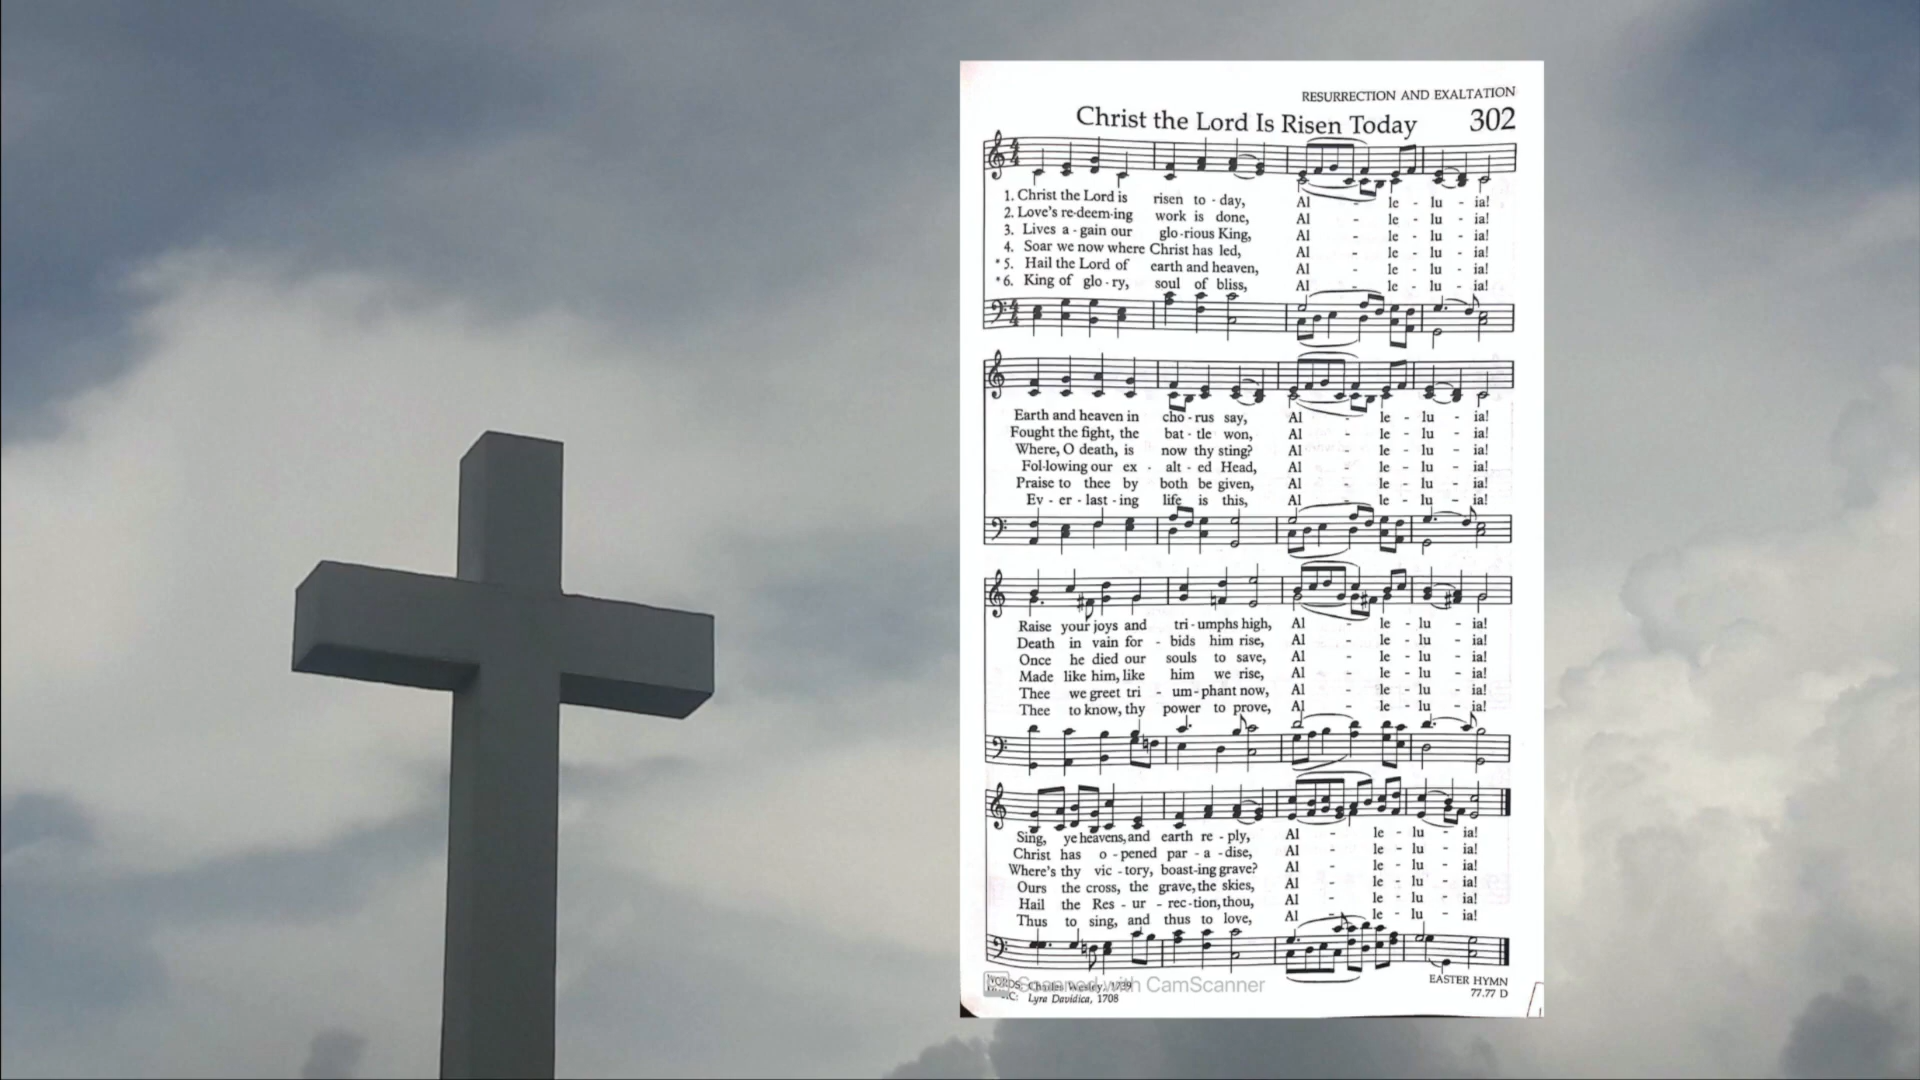 RESURRECTION AND EXALTATION
Christ the Lord Is Risen Today 302
1. Christ the Lord is risen to - day, Al - le - lu - ia!
2. Love's re-deem-ing work is done, Al - le - lu - ia!
3. Lives a - gain our glo - rious King, Al - le - lu - ia!
4. Soar we now where Christ has led, Al - le - lu - ia!
*5. Hail the Lord of earth and heaven, Al - le - lu - ia!
*6. King of glo - ry, soul of bliss, Al - le - lu - ia!
Earth and heaven in cho - rus say, Al - le - lu - ia!
Fought the fight, the bat - tle won, Al - le - lu - ia!
Where, O death, is now thy sting? Al - le - lu - ia!
Fol-lowing our ex - alt - ed Head, Al - le - lu - ia!
Praise to thee by both be given, Al - le - lu - ia!
Ev - er - last - ing life is this, Al - le - lu - ia!
Raise your joys and tri - umphs high, Al - le - lu - ia!
Death in vain for - bids him rise, Al - le - lu - ia!
Once he died our souls to save, Al - le - lu - ia!
Made like him, like him we rise, Al - le - lu - ia!
Thee we greet tri - um - phant now, Al - le - lu - ia!
Thee to know, thy power to prove, Al - le - lu - ia!
Sing, ye heavens, and earth re - ply, Al - le - lu - ia!
Christ has o - pened par - a - dise, Al - le - lu - ia!
Where's thy vic - tory, boast-ing grave? Al - le - lu - ia!
Ours the cross, the grave, the skies, Al - le - lu - ia!
Hail the Res - ur - rec - tion, thou, Al - le - lu - ia!
Thus to sing, and thus to love, Al - le - lu - ia!
WORDS: Charles Wesley, 1739
Lyra Davidica, 1708
Scanned with CamScanner
EASTER HYMN
77.77 D